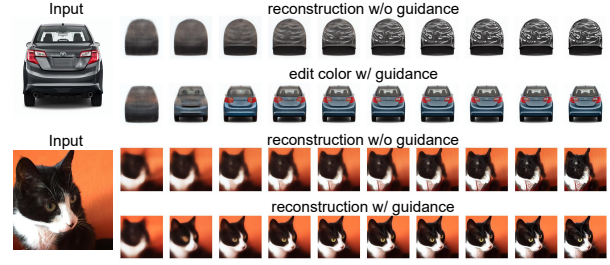 Input
reconstruction w/o guidance
edit color w/ guidance
Input
reconstruction w/o guidance
reconstruction w/ guidance